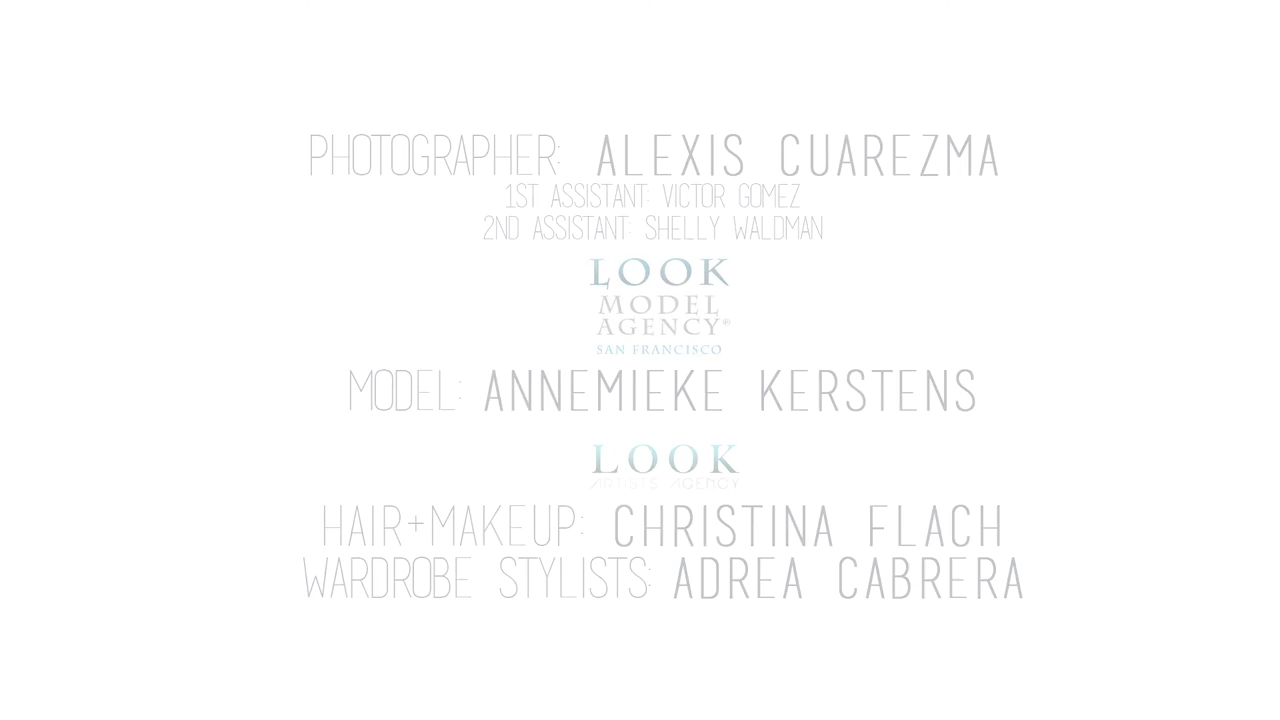 PHOTOGRAPHER: ALEXIS CUAREZMA
1ST ASSISTANT: VICTOR GOMEZ
2ND ASSISTANT: SHELLY WALDMAN
LOOK
MODEL
AGENCY®
SAN FRANCISCO
MODEL: ANNEMIEKE KERSTENS
LOOK
ARTISTS AGENCY
HAIR+MAKEUP: CHRISTINA FLACH
WARDROBE STYLISTS: ADREA CABRERA